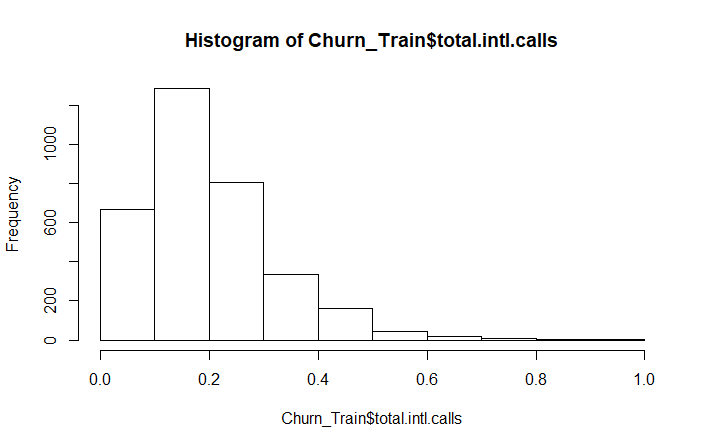 Histogram of Churn_Train$total.intl.calls
Frequency
1000
600
200
0
0.0 0.2 0.4 0.6 0.8 1.0
Churn_Train$total.intl.calls